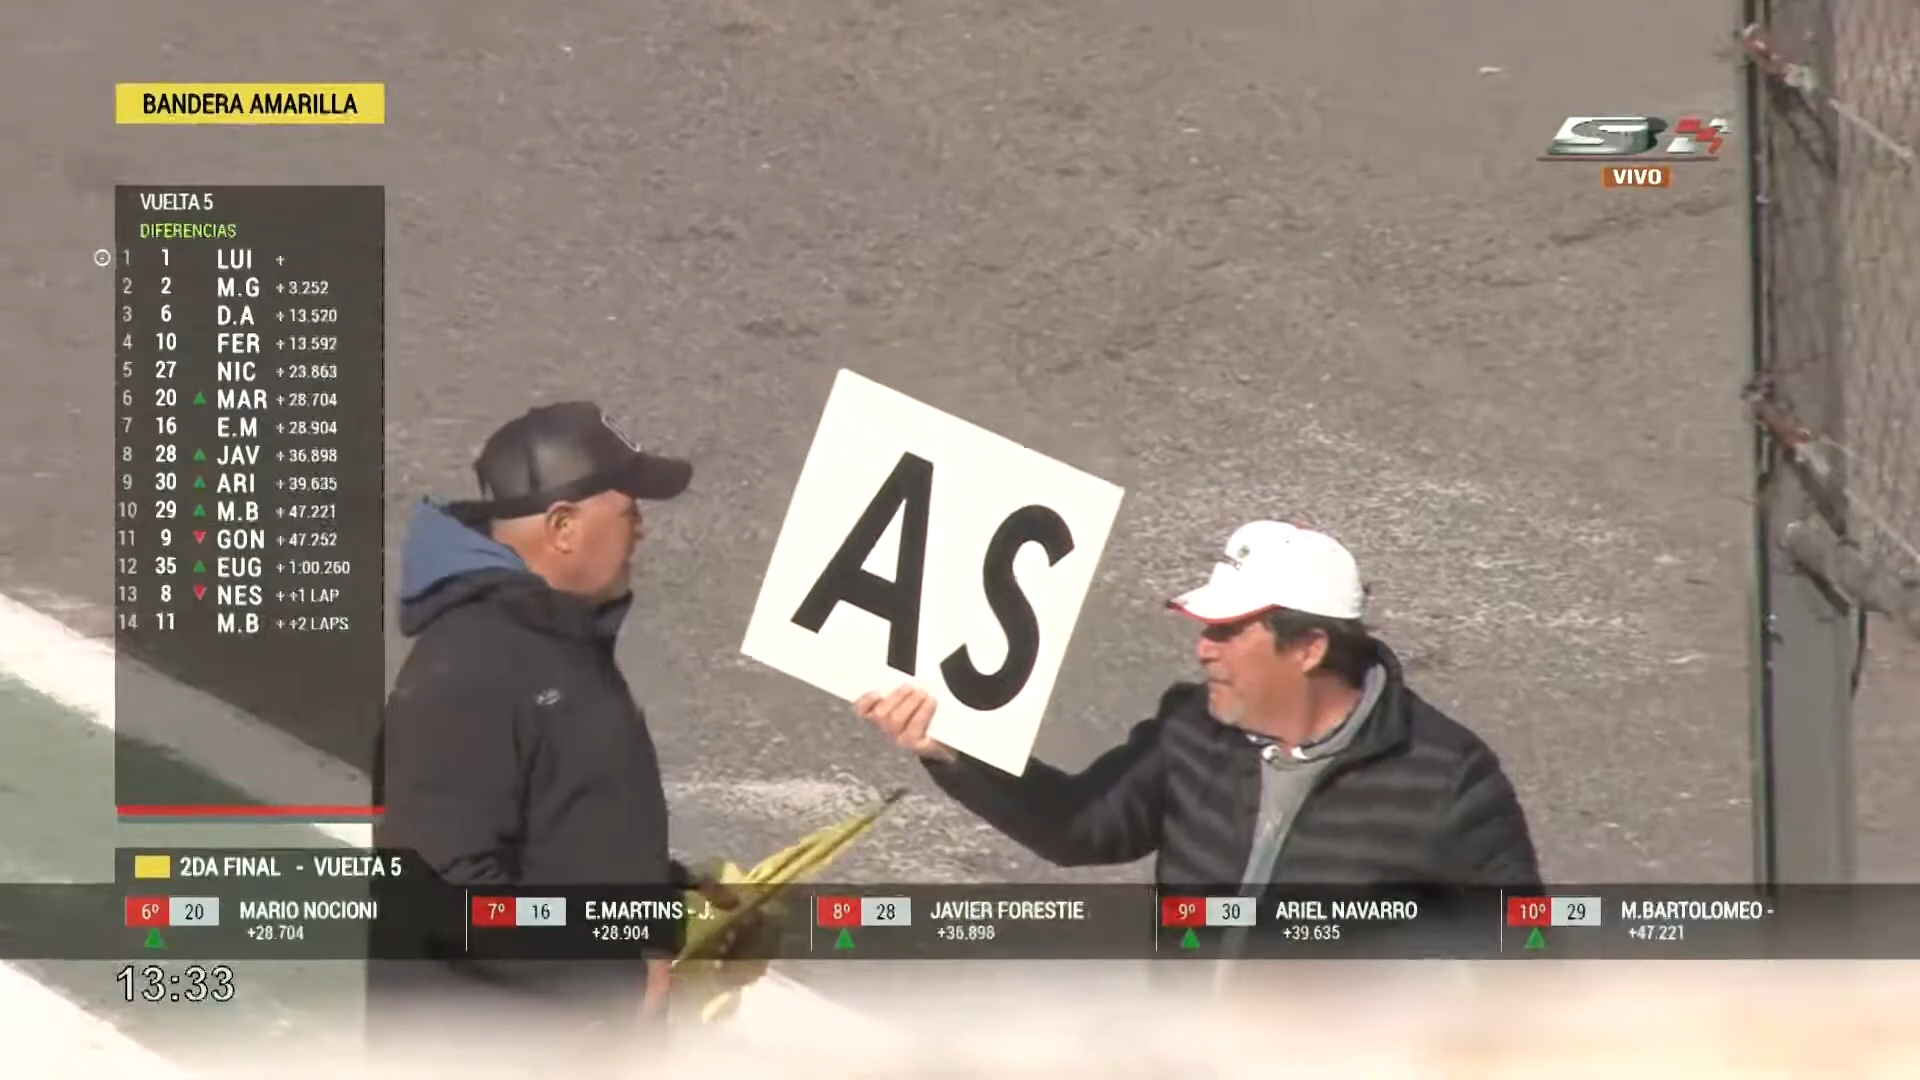 BANDERA AMARILLA
VIVO
VUELTA 5
DIFERENCIAS
1 1 LUI +
2 2 M.G + 3.252
3 6 D.A + 13.520
4 10 FER + 13.592
5 27 NIC + 23.863
6 20 MAR + 28.704
7 16 E.M + 28.904
8 28 JAV + 36.898
9 30 ARI + 39.635
10 29 M.B + 47.221
11 9 GON + 47.252
12 35 EUG + 1:00.260
13 8 NES + +1 LAP
14 11 M.B + +2 LAPS
AS
2DA FINAL - VUELTA 5
6º 20 MARIO NOCIONI
+28.704
7º 16 E.MARTINS - J.
+28.904
8º 28 JAVIER FORESTIE
+36.898
9º 30 ARIEL NAVARRO
+39.635
10º 29 M.BARTOLOMEO -
+47.221
13:33